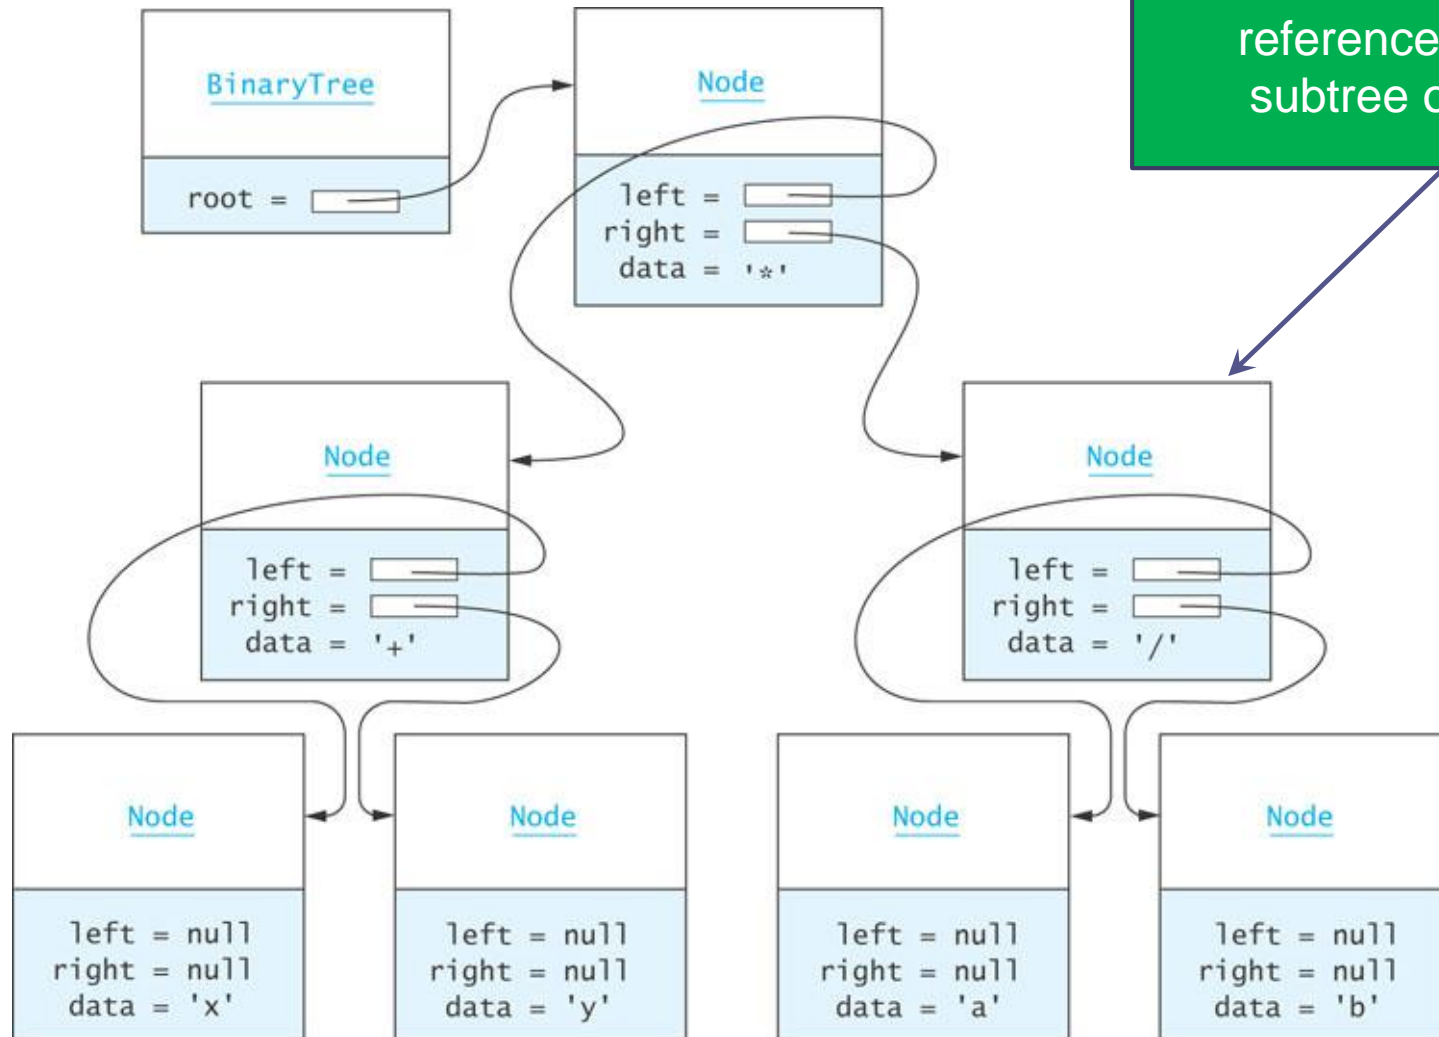 reference
subtree
BinaryTree
root =
Node
left =
right =
data = '*'
Node
left =
right =
data = '+'
Node
left =
right =
data = '/'
Node
left = null
right = null
data = 'x'
Node
left = null
right = null
data = 'y'
Node
left = null
right = null
data = 'a'
Node
left = null
right = null
data = 'b'